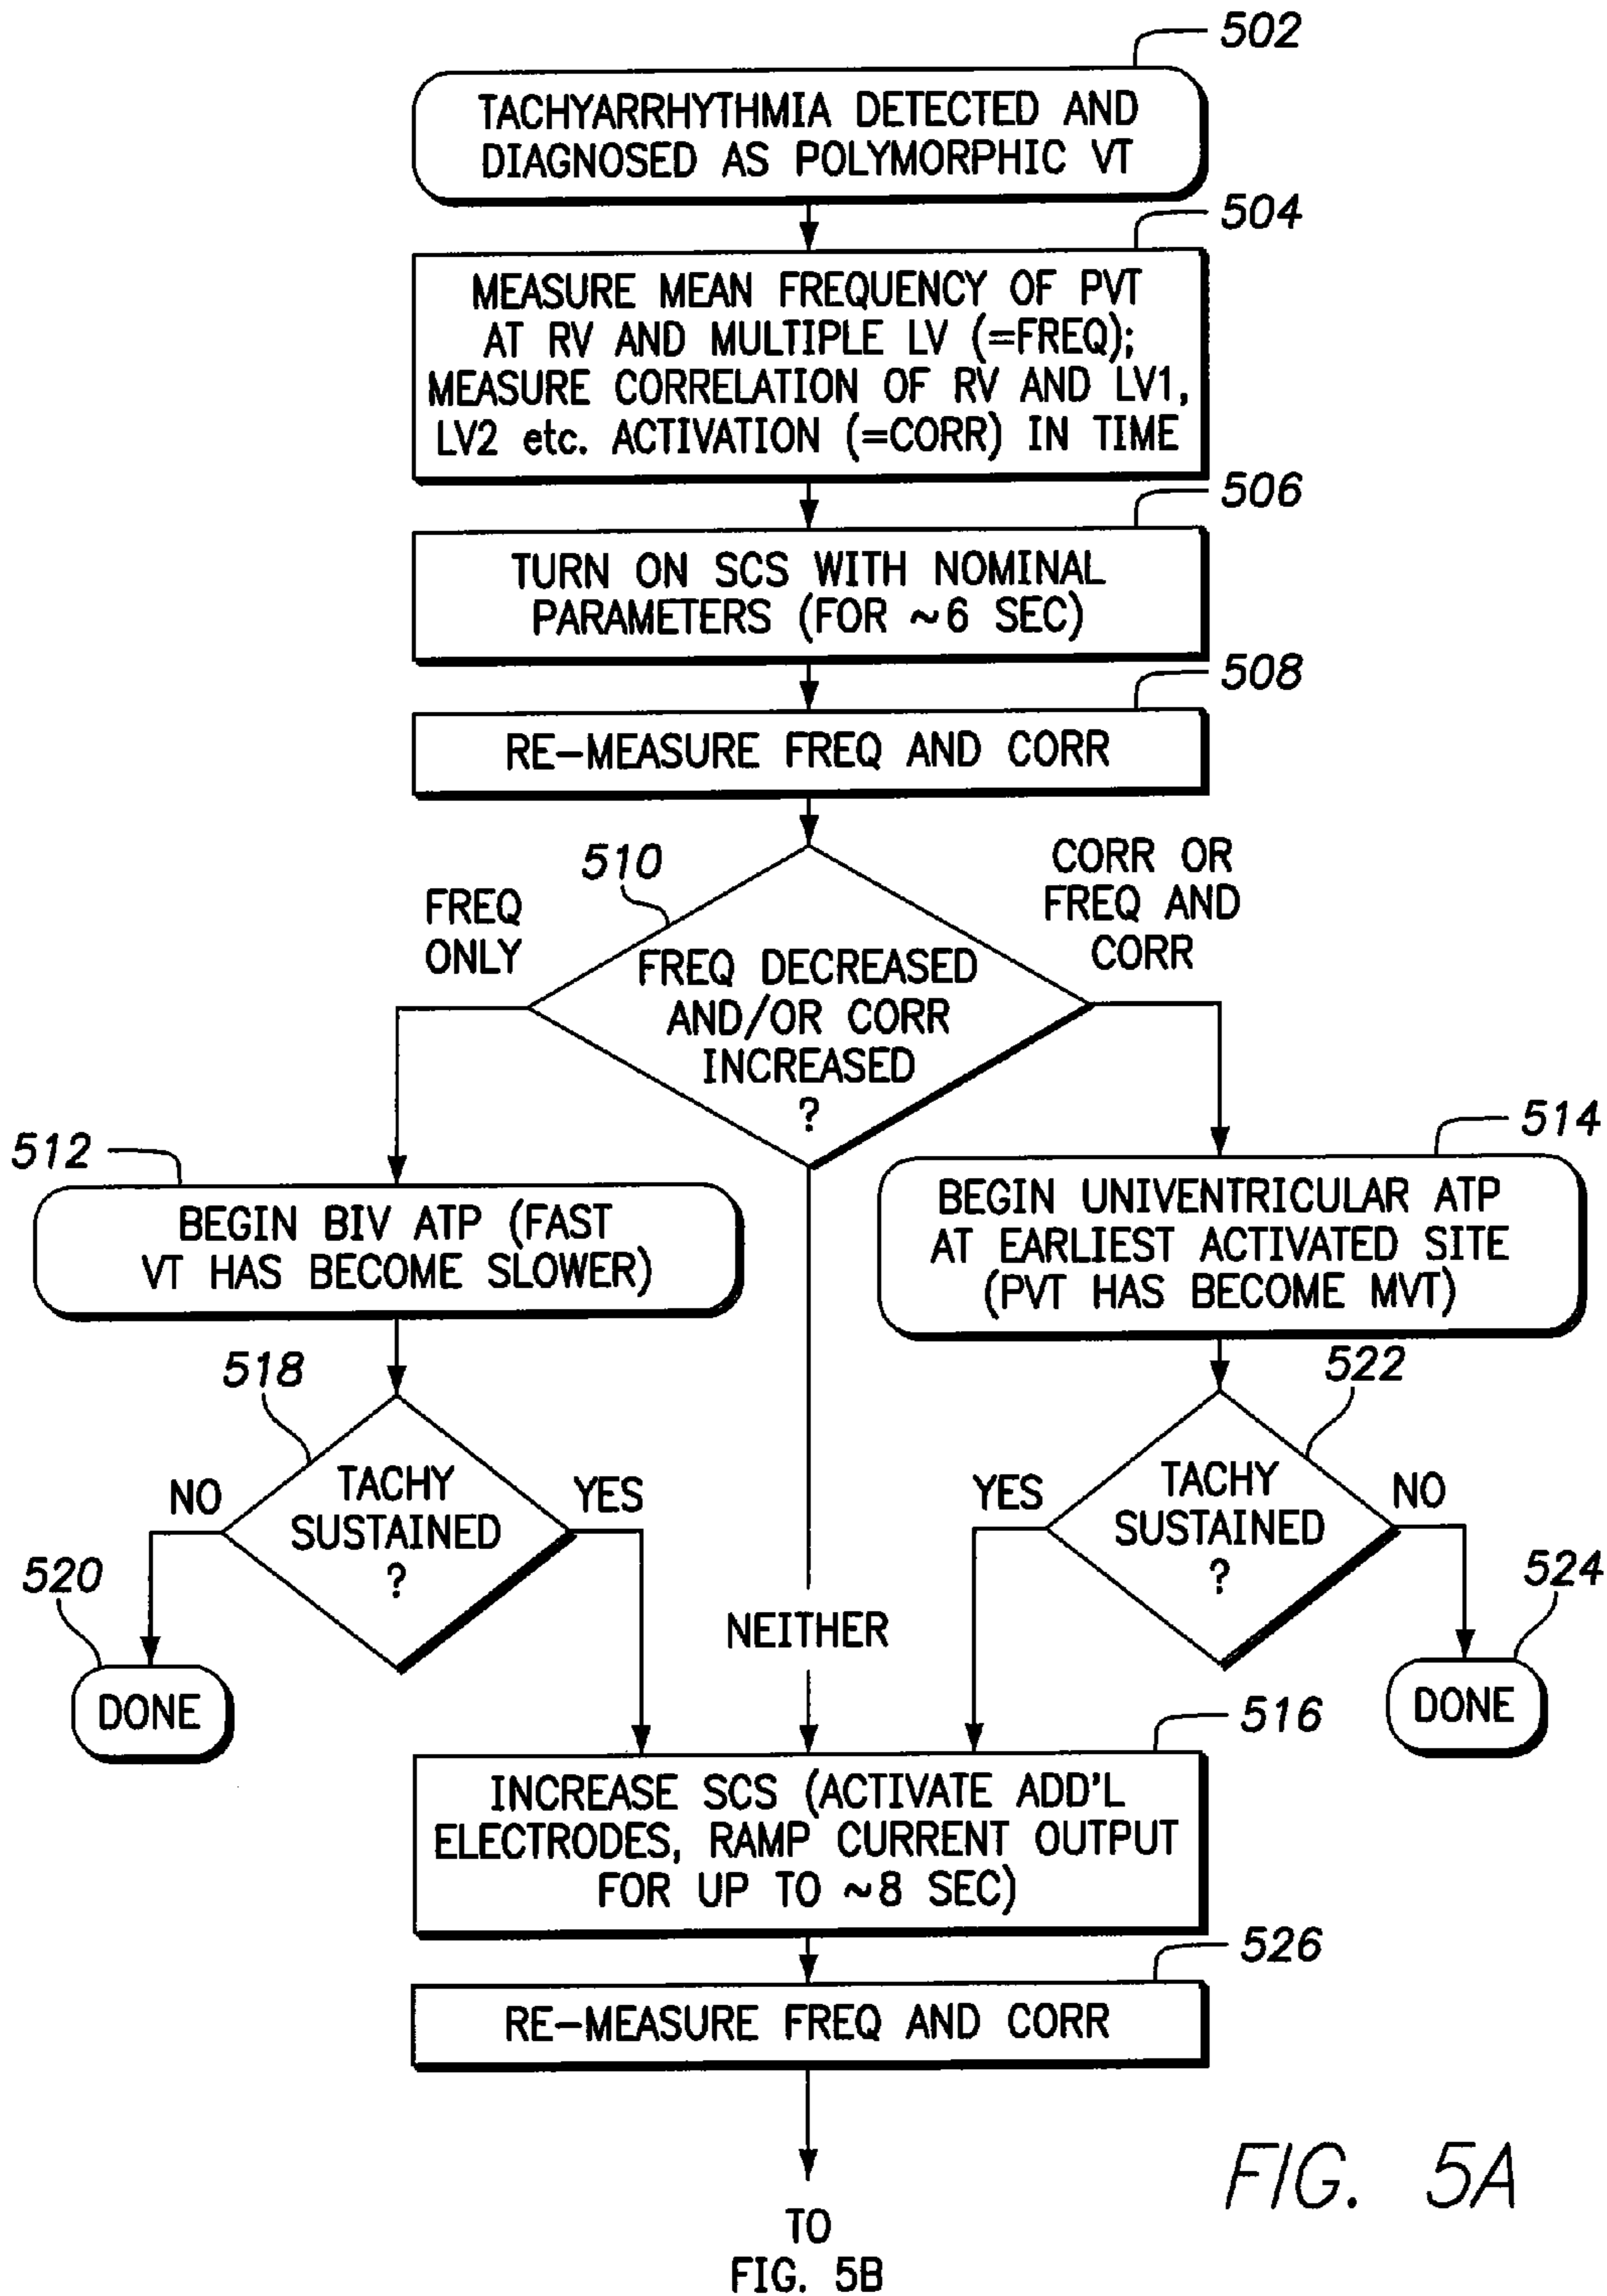 502
TACHYARRHYTHMIA DETECTED AND
DIAGNOSED AS POLYMORPHIC VT
504
MEASURE MEAN FREQUENCY OF PVT
AT RV AND MULTIPLE LV (=FREQ);
MEASURE CORRELATION OF RV AND LV1,
LV2 etc. ACTIVATION (=CORR) IN TIME
506
TURN ON SCS WITH NOMINAL
PARAMETERS (FOR ~6 SEC)
508
RE-MEASURE FREQ AND CORR
510
FREQ
ONLY
CORR OR
FREQ AND
CORR
FREQ DECREASED
AND/OR CORR
INCREASED
?
512
BEGIN BIV ATP (FAST
VT HAS BECOME SLOWER)
514
BEGIN UNIVENTRICULAR ATP
AT EARLIEST ACTIVATED SITE
(PVT HAS BECOME MVT)
518
NO
TACHY
SUSTAINED
?
YES
522
YES
TACHY
SUSTAINED
?
NO
520
DONE
NEITHER
524
DONE
516
INCREASE SCS (ACTIVATE ADD'L
ELECTRODES, RAMP CURRENT OUTPUT
FOR UP TO ~8 SEC)
526
RE-MEASURE FREQ AND CORR
TO
FIG. 5B
FIG. 5A